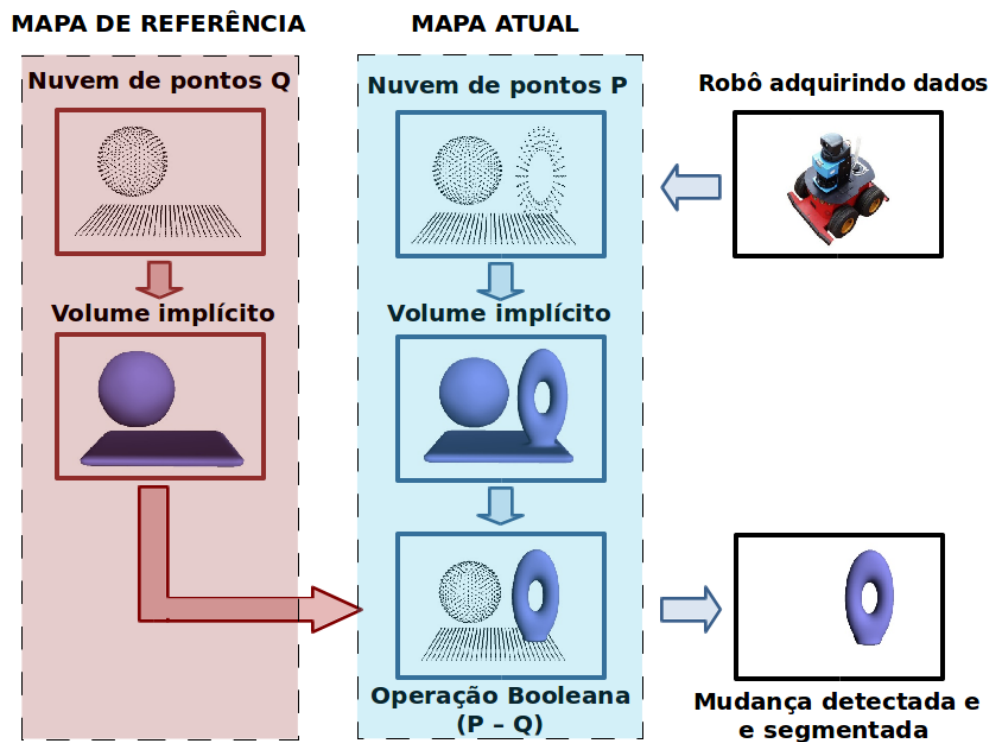 MAPA DE REFERÊNCIA
Nuvem de pontos Q
Volume implícito
MAPA ATUAL
Nuvem de pontos P
Volume implícito
Operação Booleana
(P – Q)
Robô adquirindo dados
Mudança detectada e
e segmentada